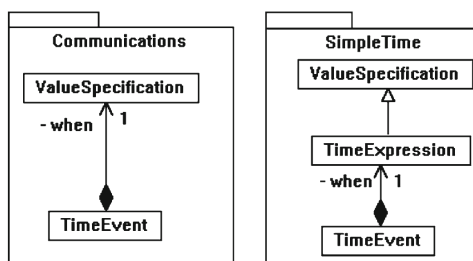 Communications
ValueSpecification
- when 1
TimeEvent
SimpleTime
ValueSpecification
TimeExpression
- when 1
TimeEvent